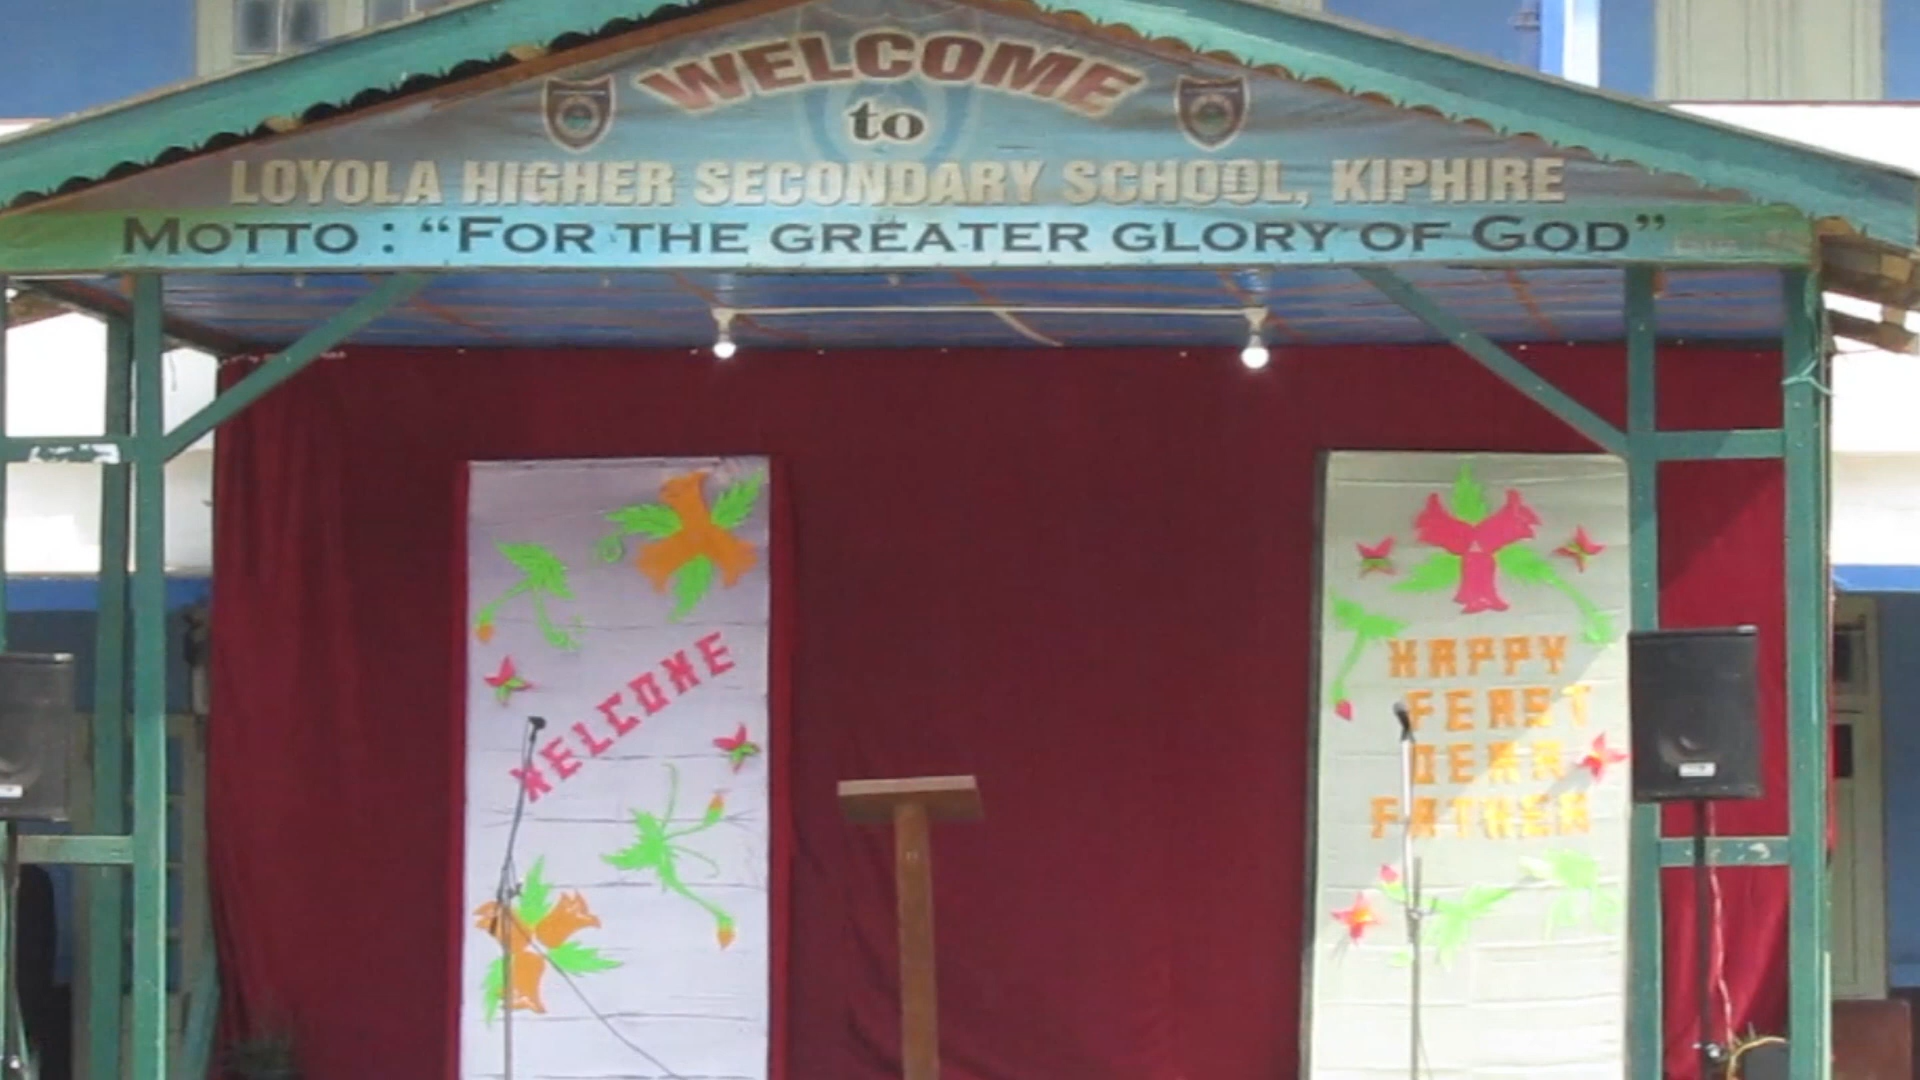 WELCOME
to
LOYOLA HIGHER SECONDARY SCHOOL, KIPHIRE
MOTTO : “FOR THE GREATER GLORY OF GOD”
WELCOME
HAPPY
FEAST
DEAR
FATHER